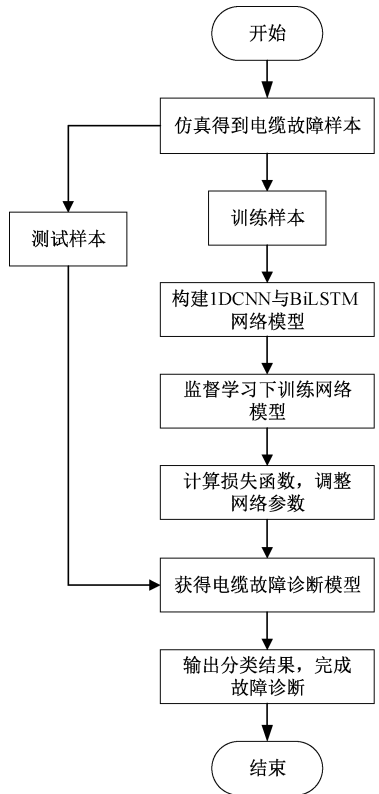 开始
仿真得到电缆故障样本
测试样本
训练样本
构建1DCNN与BiLSTM
网络模型
监督学习下训练网络
模型
计算损失函数，调整
网络参数
获得电缆故障诊断模型
输出分类结果，完成
故障诊断
结束